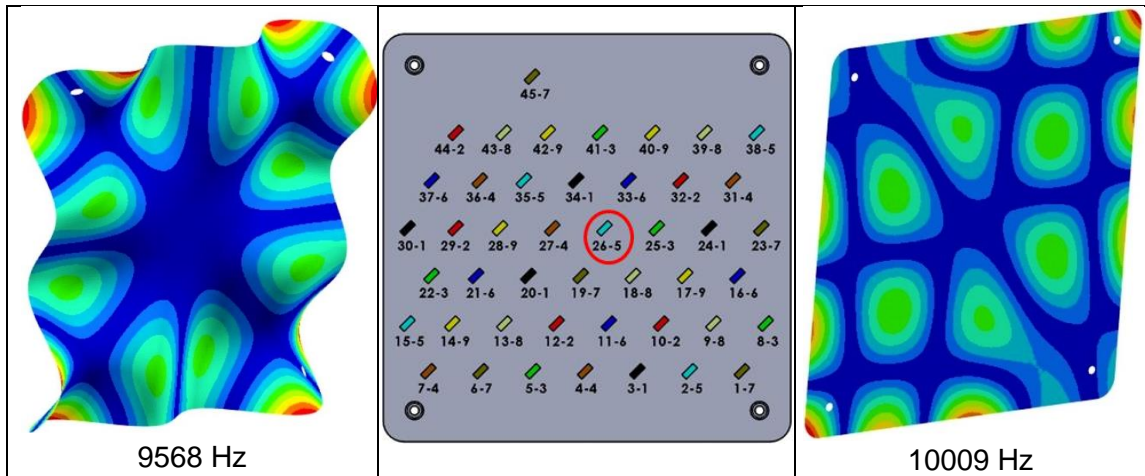 45-7
44-2 43-8 42-9 41-3 40-9 39-8 38-5
37-6 36-4 35-5 34-1 33-6 32-2 31-4
30-1 29-2 28-9 27-4 26-5 25-3 24-1 23-7
22-3 21-6 20-1 19-7 18-8 17-9 16-6
15-5 14-9 13-8 12-2 11-6 10-2 9-8 8-3
7-4 6-7 5-3 4-4 3-1 2-5 1-7
9568 Hz
10009 Hz